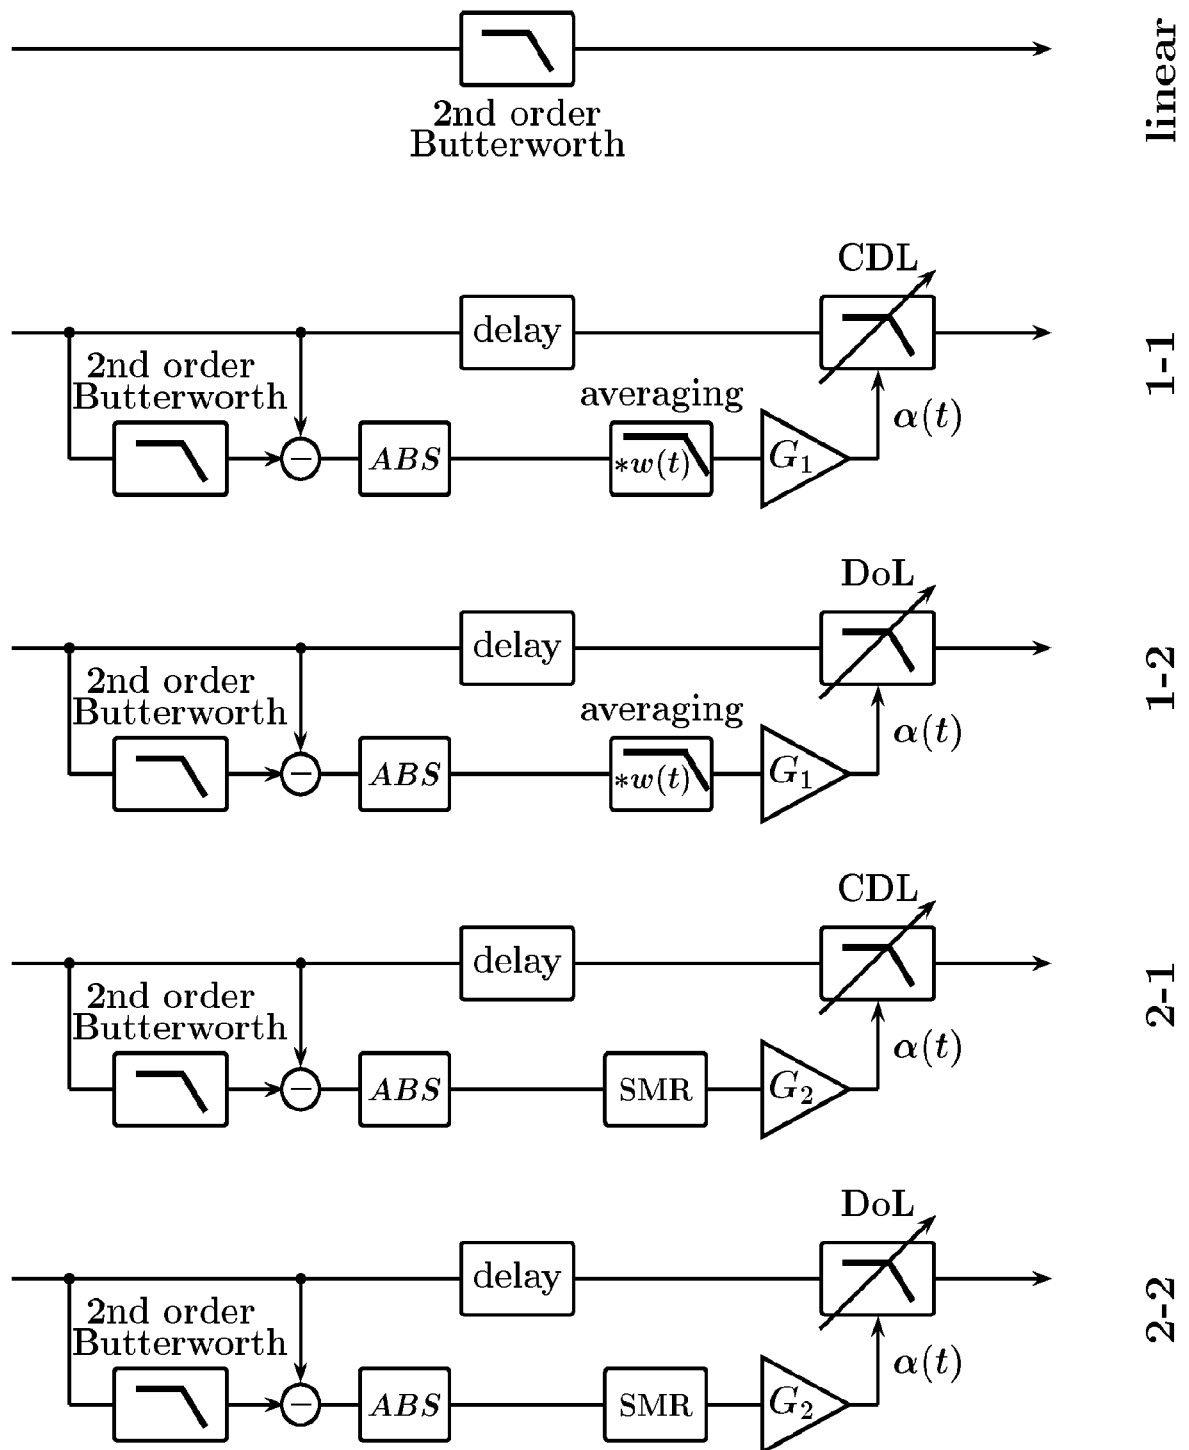 2nd order
Butterworth
linear
CDL
delay
2nd order
Butterworth
averaging
−
ABS
*w(t)
G₁
α(t)
1-1
DoL
delay
2nd order
Butterworth
averaging
−
ABS
*w(t)
G₁
α(t)
1-2
CDL
delay
2nd order
Butterworth
−
ABS
SMR
G₂
α(t)
2-1
DoL
delay
2nd order
Butterworth
−
ABS
SMR
G₂
α(t)
2-2